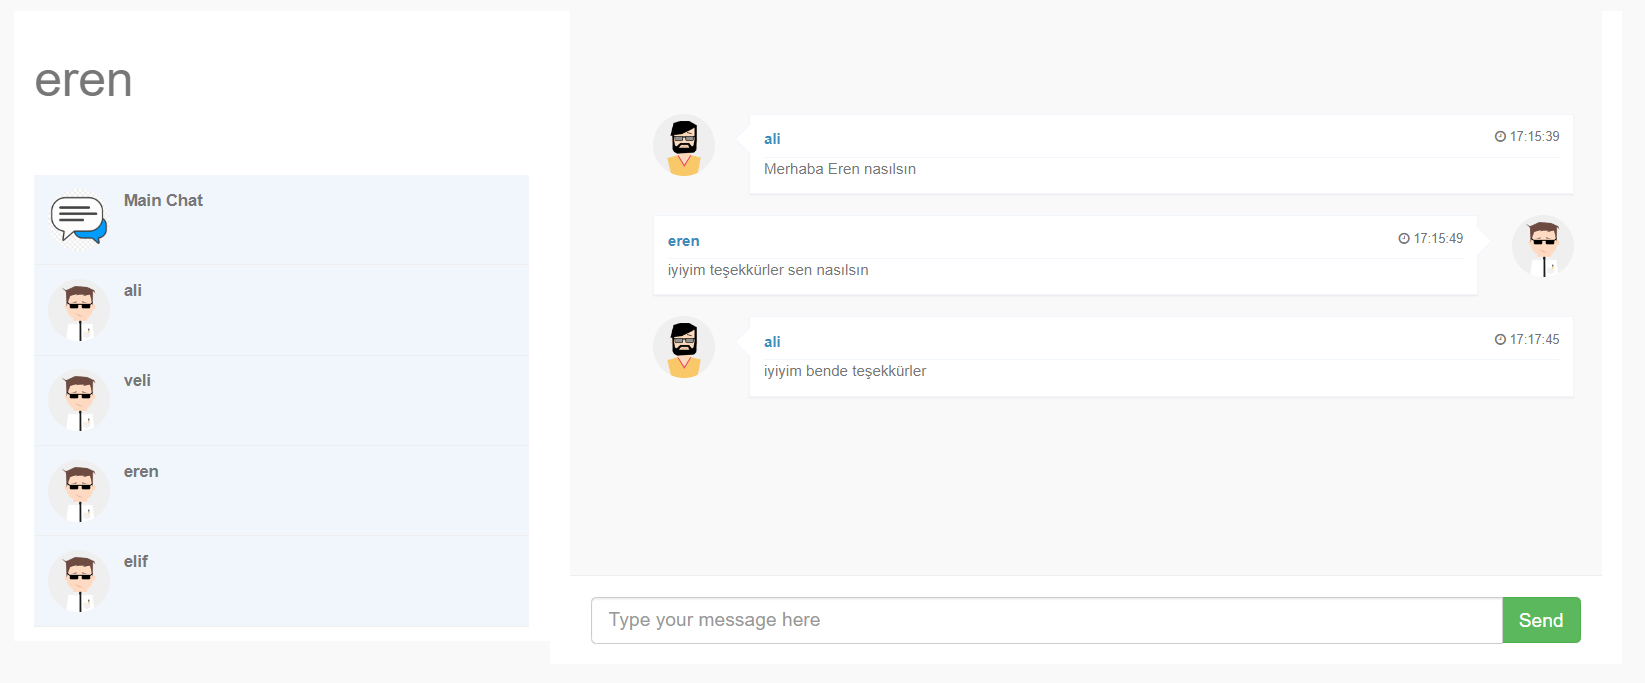 eren
Main Chat
ali
veli
eren
elif
ali
17:15:39
Merhaba Eren nasılsın
eren
17:15:49
iyiyim teşekkürler sen nasılsın
ali
17:17:45
iyiyim bende teşekkürler
Type your message here
Send